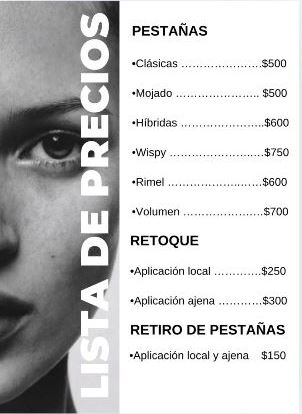 LISTA DE PRECIOS
PESTAÑAS
•Clásicas ………………….$500
•Mojado ………………….. $500
•Híbridas …………………..$600
•Wispy …………………….$750
•Rimel …………………….$600
•Volumen ………………….$700
RETOQUE
•Aplicación local ………….$250
•Aplicación ajena …………$300
RETIRO DE PESTAÑAS
•Aplicación local y ajena $150